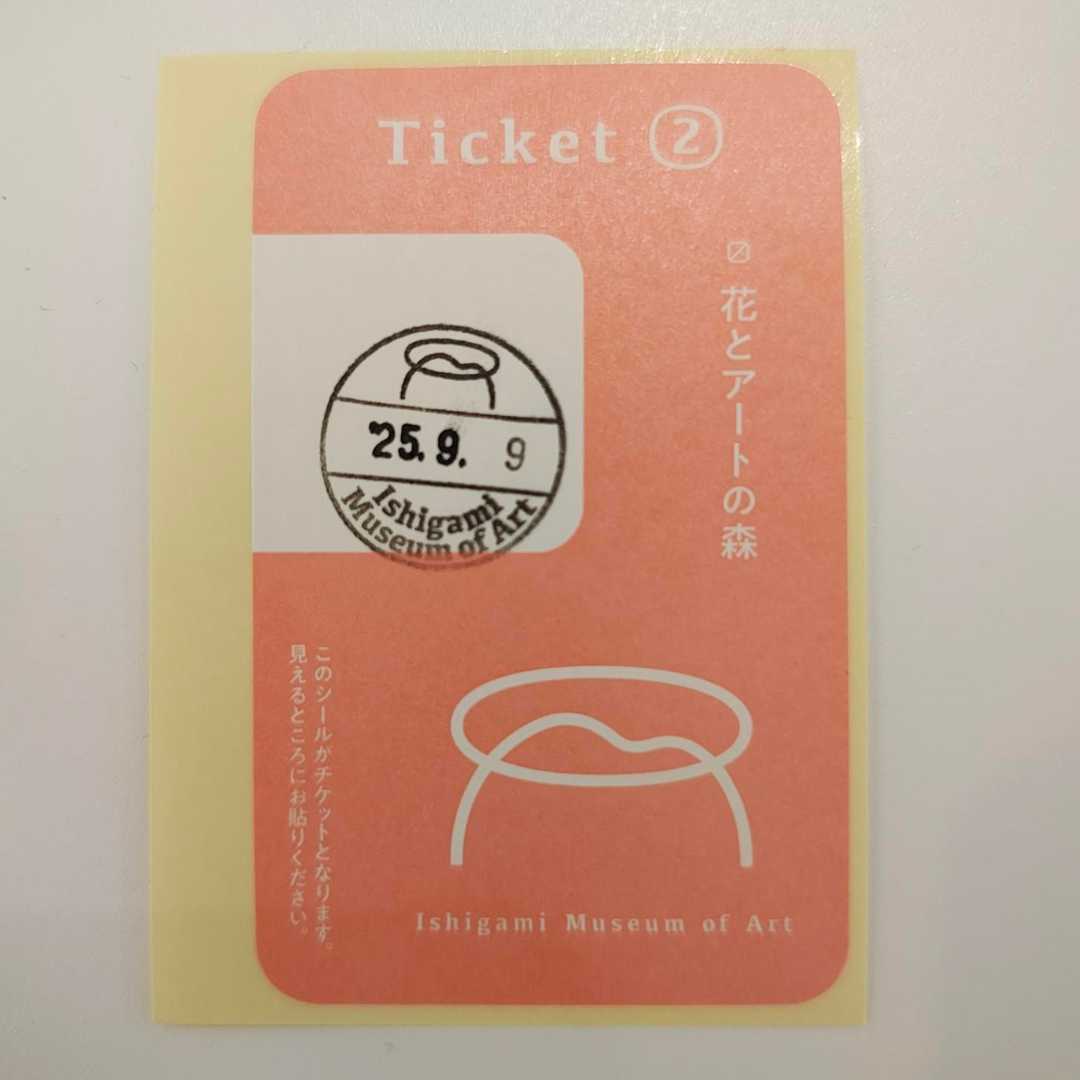 Ticket ②
〼 花とアートの森
'25. 9. 9
Ishigami
Museum of Art
このシールがチケットとなります。
見えるところにお貼りください。
Ishigami Museum of Art